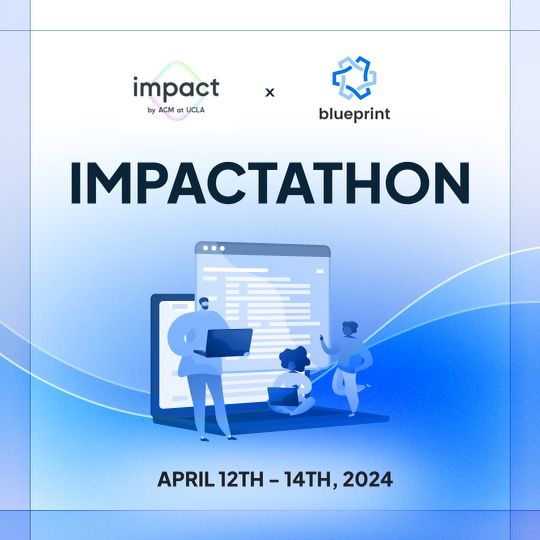 impact
by ACM at UCLA
x
blueprint
IMPACTATHON
APRIL 12TH – 14TH, 2024